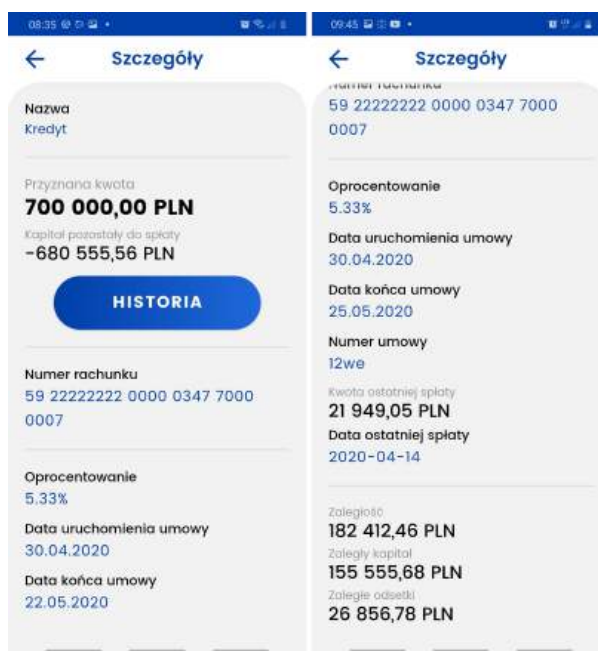 08:35
Szczegóły
Nazwa
Kredyt
Przyznana kwota
700 000,00 PLN
Kapitał pozostały do spłaty
-680 555,56 PLN
HISTORIA
Numer rachunku
59 22222222 0000 0347 7000
0007
Oprocentowanie
5.33%
Data uruchomienia umowy
30.04.2020
Data końca umowy
22.05.2020
09:45
Szczegóły
Numer rachunku
59 22222222 0000 0347 7000
0007
Oprocentowanie
5.33%
Data uruchomienia umowy
30.04.2020
Data końca umowy
25.05.2020
Numer umowy
12we
Kwota ostatniej spłaty
21 949,05 PLN
Data ostatniej spłaty
2020-04-14
Zaległość
182 412,46 PLN
Zaległy kapitał
155 555,68 PLN
Zaległe odsetki
26 856,78 PLN